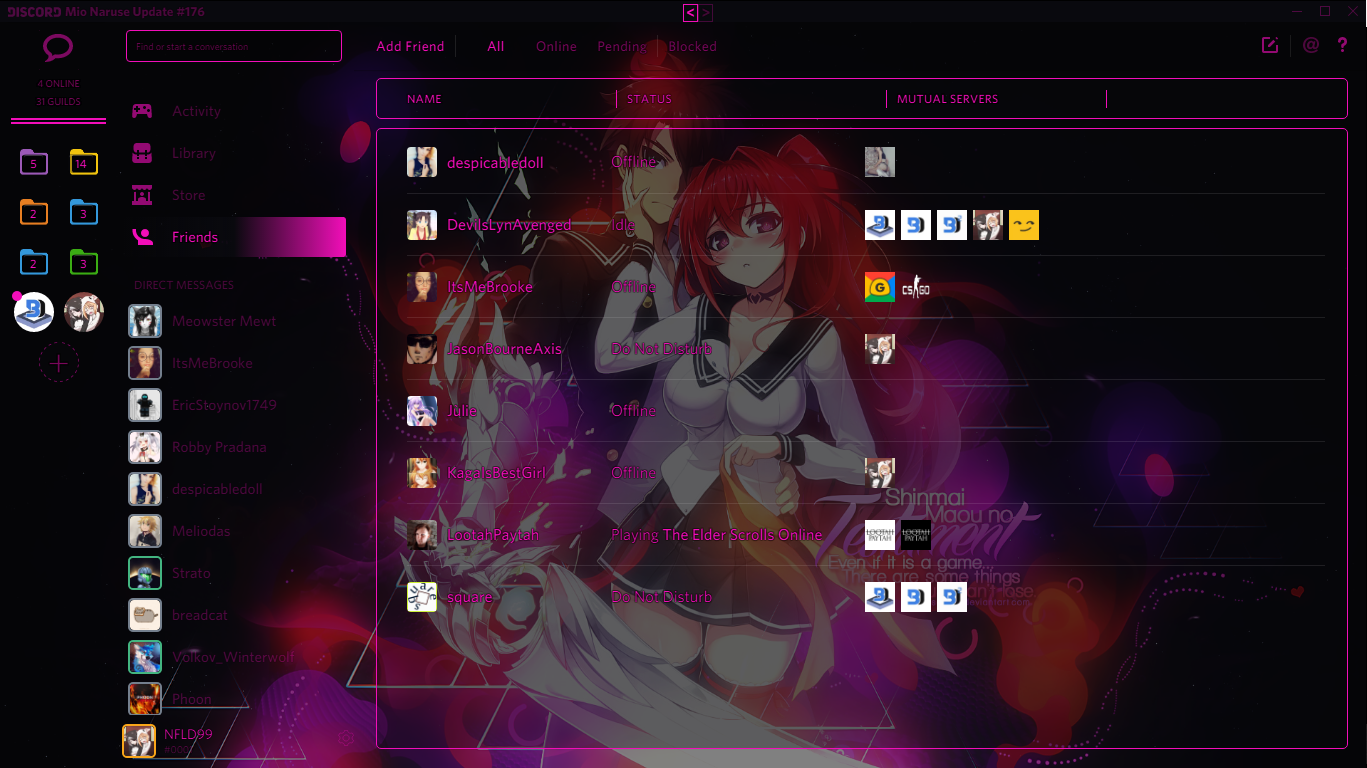 DISCORD Mio Naruse Update #176
< >
Find or start a conversation
Add Friend All Online Pending Blocked
@ ?
4 ONLINE
31 GUILDS
5 14
2 3
2 3
Activity
Library
Store
Friends
DIRECT MESSAGES
Meowster Mewt
ItsMeBrooke
EricStoynov1749
Robby Pradana
despicabledoll
Meliodas
Strato
breadcat
Volkov_Winterwolf
Phoon
NFLD99
NAME STATUS MUTUAL SERVERS
despicabledoll Offline
DevilsLynAvenged Idle
ItsMeBrooke Offline G CS GO
JasonBourneAxis Do Not Disturb
Julie Offline
KagaIsBestGirl Offline
LootahPaytah Playing The Elder Scrolls Online LOOTAH PAYTAH LOOTAH PAYTAH
square Do Not Disturb
Shinmai
Maou no
Testament
Even if it is a game...
There are some things
can't lose